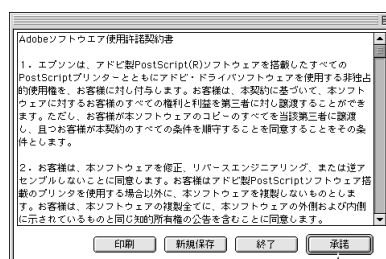 Adobeソフトウエア使用許諾契約書
1. エプソンは、アドビ製PostScript(R)ソフトウェアを搭載したすべての
PostScriptプリンターとともにアドビ・ドライバソフトウェアを使用する非独占
的使用権を、お客様に対し付与します。お客様は、本契約に基づいて、本ソフト
ウェアに対するお客様のすべての権利と利益を第三者に対し譲渡することができ
ます。ただし、お客様が本ソフトウェアのコピーのすべてを当該第三者に譲渡
し、且つお客様が本契約のすべての条件を順守することを同意することをその条
件とします。
2. お客様は、本ソフトウェアを修正、リバースエンジニアリング、または逆ア
センブルしないことに同意します。お客様はアドビ製PostScriptソフトウェア搭
載のプリンタを使用する場合以外に、本ソフトウェアを複製しないものとしま
す。お客様は、本ソフトウェアの複製全てに、本ソフトウェアの外側および内側
に示されているものと同じ知的所有権の公告を含むことに同意します。
印刷 新規保存 終了 承諾